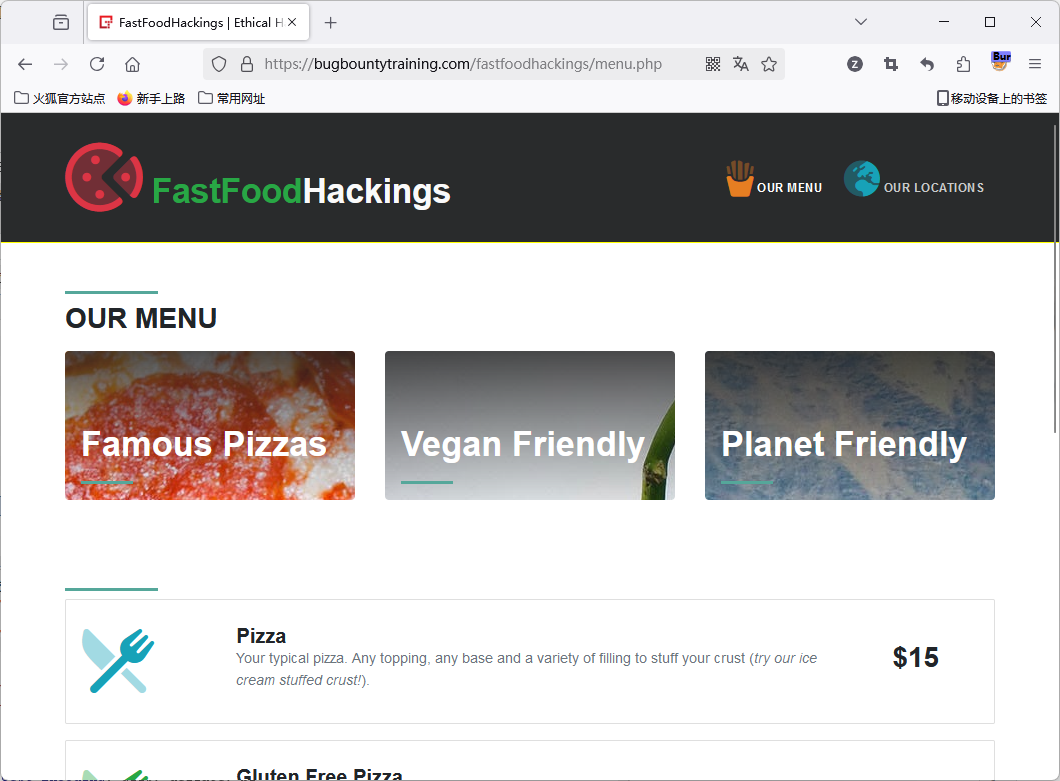 FastFoodHackings | Ethical H
https://bugbountytraining.com/fastfoodhackings/menu.php
Z
Bur
火狐官方站点 新手上路 常用网址 移动设备上的书签
FastFoodHackings
OUR MENU OUR LOCATIONS
OUR MENU
Famous Pizzas Vegan Friendly Planet Friendly
Pizza
Your typical pizza. Any topping, any base and a variety of filling to stuff your crust (try our ice
cream stuffed crust!).
$15
Gluten Free Pizza